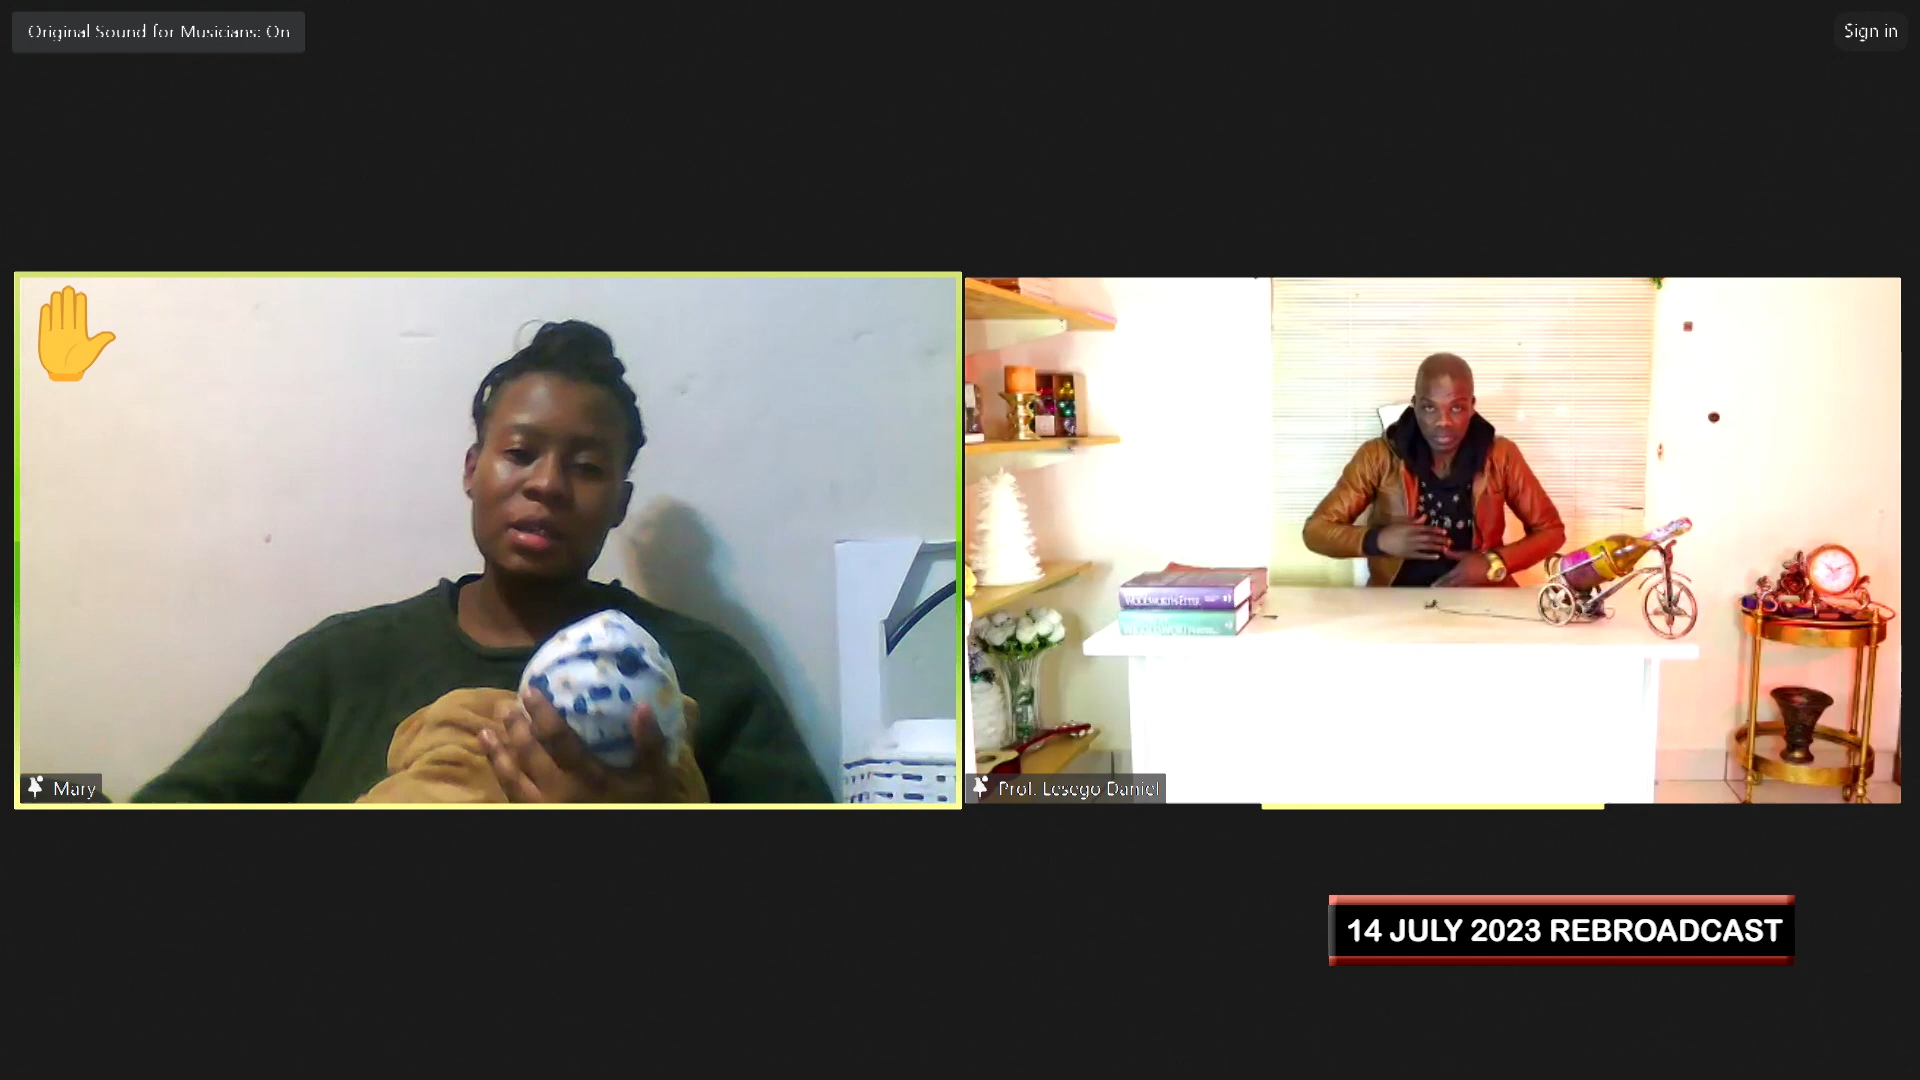 Original Sound for Musicians: On
Sign in
Mary
Prof. Lesego Daniel
14 JULY 2023 REBROADCAST